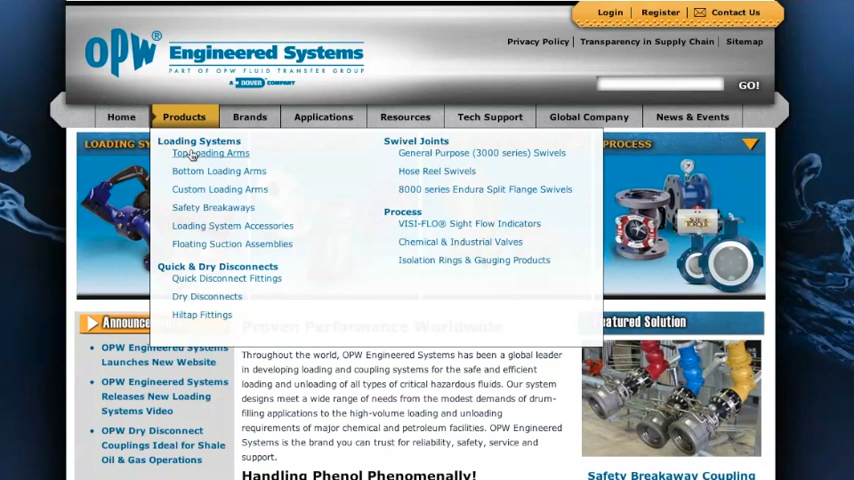 Login | Register | Contact Us
OPW® Engineered Systems
PART OF OPW FLUID TRANSFER GROUP
A DOVER COMPANY
Privacy Policy | Transparency in Supply Chain | Sitemap
GO!
Home Products Brands Applications Resources Tech Support Global Company News & Events
LOADING SY
PROCESS
Loading Systems
Top Loading Arms
Bottom Loading Arms
Custom Loading Arms
Safety Breakaways
Loading System Accessories
Floating Suction Assemblies
Quick & Dry Disconnects
Quick Disconnect Fittings
Dry Disconnects
Hiltap Fittings
Swivel Joints
General Purpose (3000 series) Swivels
Hose Reel Swivels
8000 series Endura Split Flange Swivels
Process
VISI-FLO® Sight Flow Indicators
Chemical & Industrial Valves
Isolation Rings & Gauging Products
Announce
OPW Engineered Systems
Launches New Website
OPW Engineered Systems
Releases New Loading
Systems Video
OPW Dry Disconnect
Couplings Ideal for Shale
Oil & Gas Operations
Proven Performance Worldwide
Throughout the world, OPW Engineered Systems has been a global leader
in developing loading and coupling systems for the safe and efficient
loading and unloading of all types of critical hazardous fluids. Our system
designs meet a wide range of needs from the modest demands of drum-
filling applications to the high-volume loading and unloading
requirements of major chemical and petroleum facilities. OPW Engineered
Systems is the brand you can trust for reliability, safety, service and
support.
Handling Phenol Phenomenally!
eatured Solution
Safety Breakaway Coupling